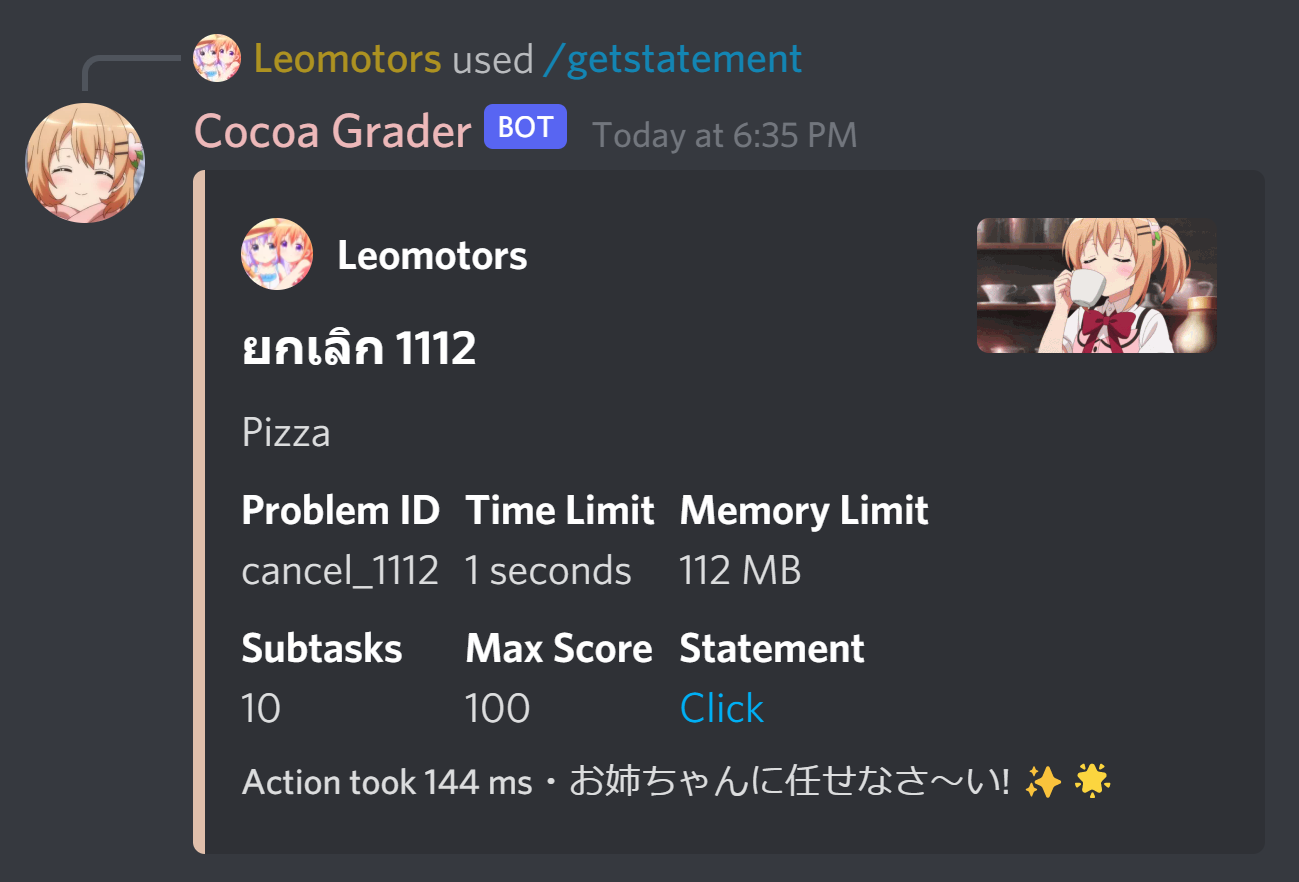 Leomotors used /getstatement
Cocoa Grader BOT Today at 6:35 PM
Leomotors
ยกเลิก 1112
Pizza
Problem ID Time Limit Memory Limit
cancel_1112 1 seconds 112 MB
Subtasks Max Score Statement
10 100 Click
Action took 144 ms・お姉ちゃんに任せなさ〜い! ✨ 🌟